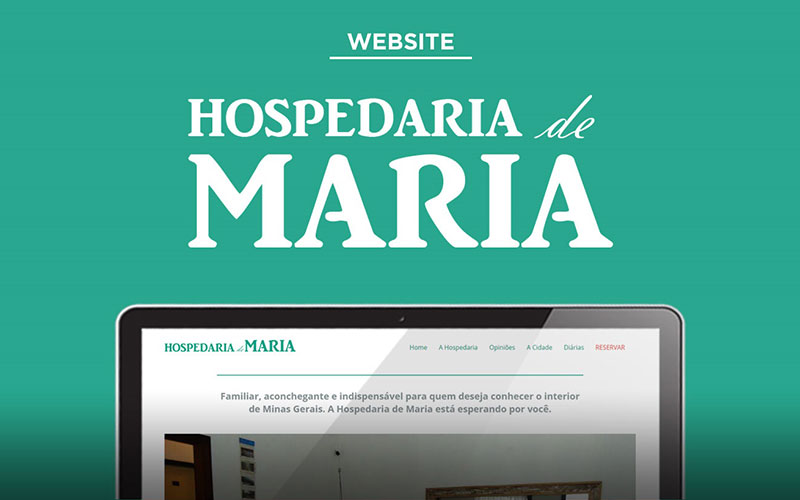 WEBSITE
HOSPEDARIA de
MARIA
HOSPEDARIA de MARIA
Home A Hospedaria Opiniões A Cidade Diárias RESERVAR
Familiar, aconchegante e indispensável para quem deseja conhecer o interior
de Minas Gerais. A Hospedaria de Maria está esperando por você.